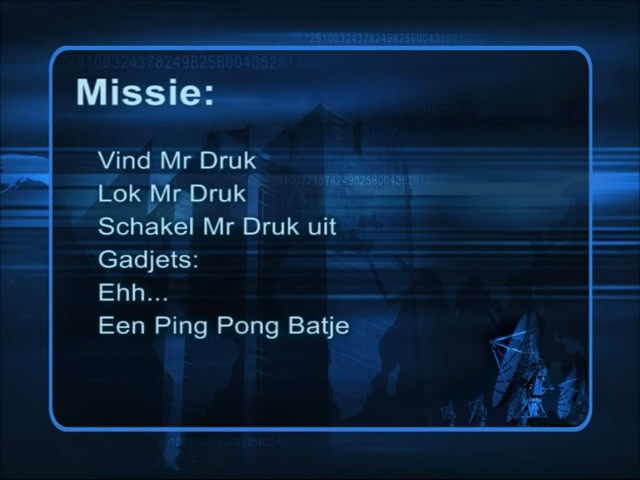 Missie:
Vind Mr Druk
Lok Mr Druk
Schakel Mr Druk uit
Gadjets:
Ehh...
Een Ping Pong Batje